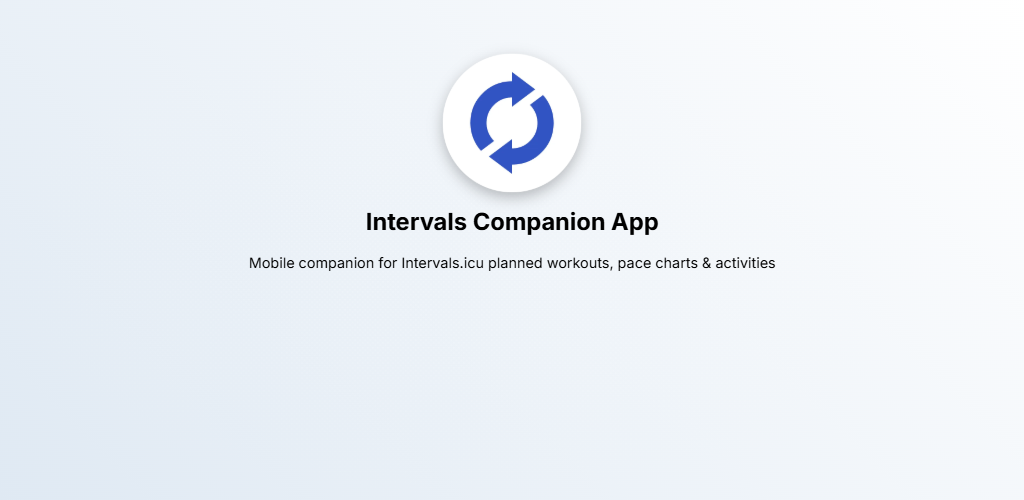 Intervals Companion App
Mobile companion for Intervals.icu planned workouts, pace charts & activities